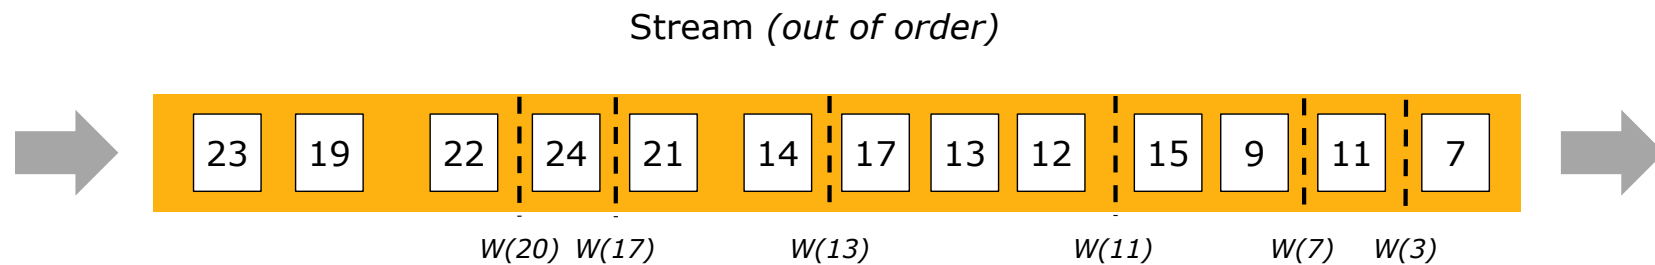 Stream (out of order)
23 19 22 24 21 14 17 13 12 15 9 11 7
W(20) W(17) W(13) W(11) W(7) W(3)